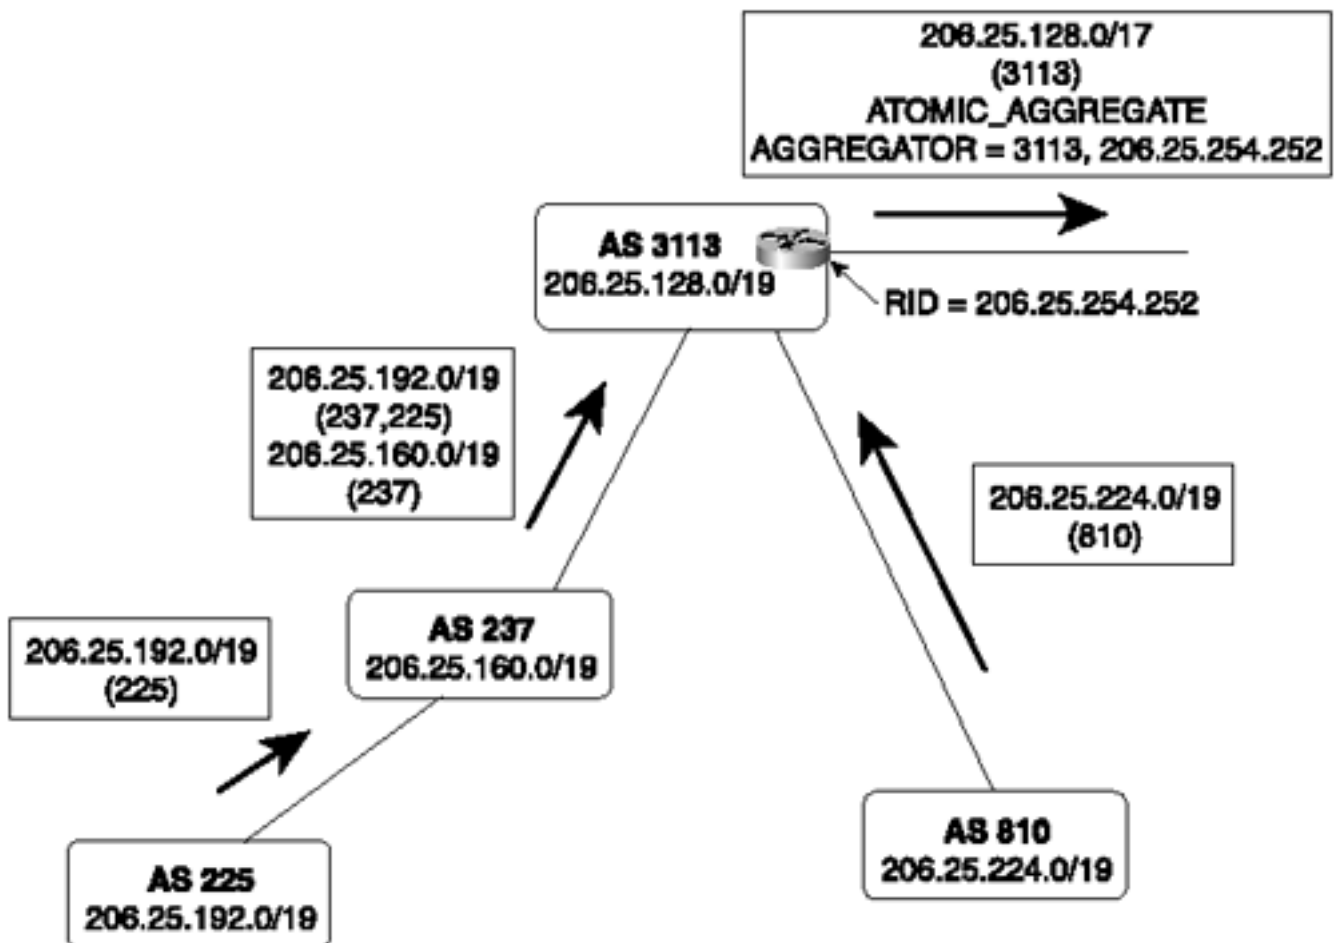 206.25.128.0/17
(3113)
ATOMIC_AGGREGATE
AGGREGATOR = 3113, 206.25.254.252
AS 3113
206.25.128.0/19
RID = 206.25.254.252
206.25.192.0/19
(237,225)
206.25.160.0/19
(237)
206.25.224.0/19
(810)
AS 237
206.25.160.0/19
206.25.192.0/19
(225)
AS 810
206.25.224.0/19
AS 225
206.25.192.0/19